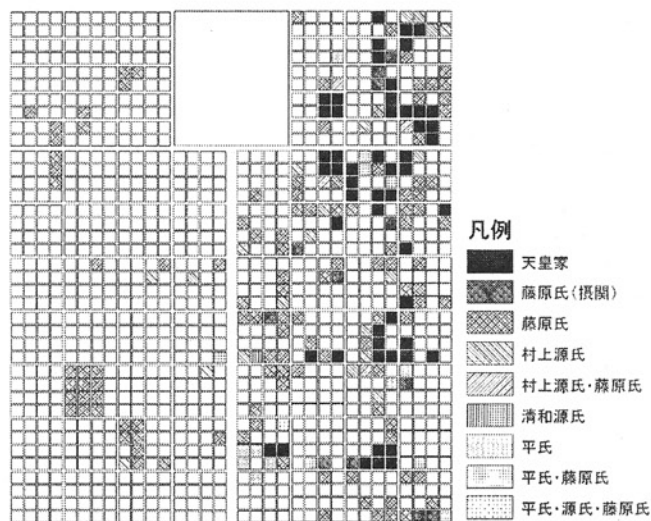 凡例
天皇家
藤原氏(摂関)
藤原氏
村上源氏
村上源氏・藤原氏
清和源氏
平氏
平氏・藤原氏
平氏・源氏・藤原氏